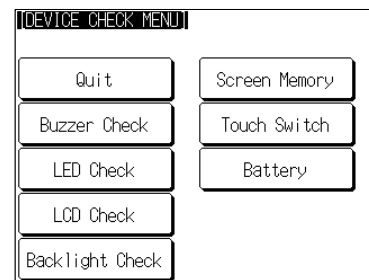 [DEVICE CHECK MENU]
Quit
Screen Memory
Buzzer Check
Touch Switch
LED Check
Battery
LCD Check
Backlight Check